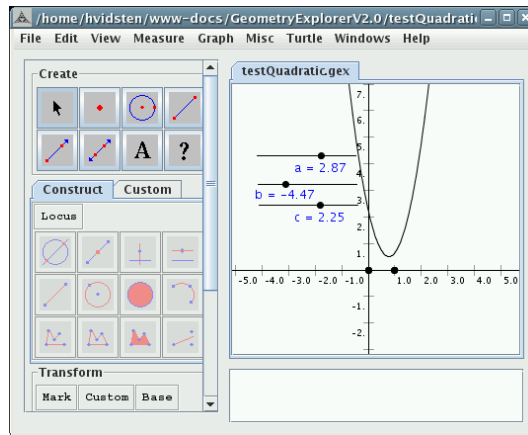 /home/hvidsten/www-docs/GeometryExplorerV2.0/testQuadratic
File Edit View Measure Graph Misc Turtle Windows Help
Create
A ?
Construct Custom
Locus
Transform
Mark Custom Base
testQuadratic.gex
7.
6.
5.
a = 2.87
4.
b = -4.47
3.
c = 2.25
2.
1.
-5.0 -4.0 -3.0 -2.0 -1.0 1.0 2.0 3.0 4.0 5.0
-1.
-2.